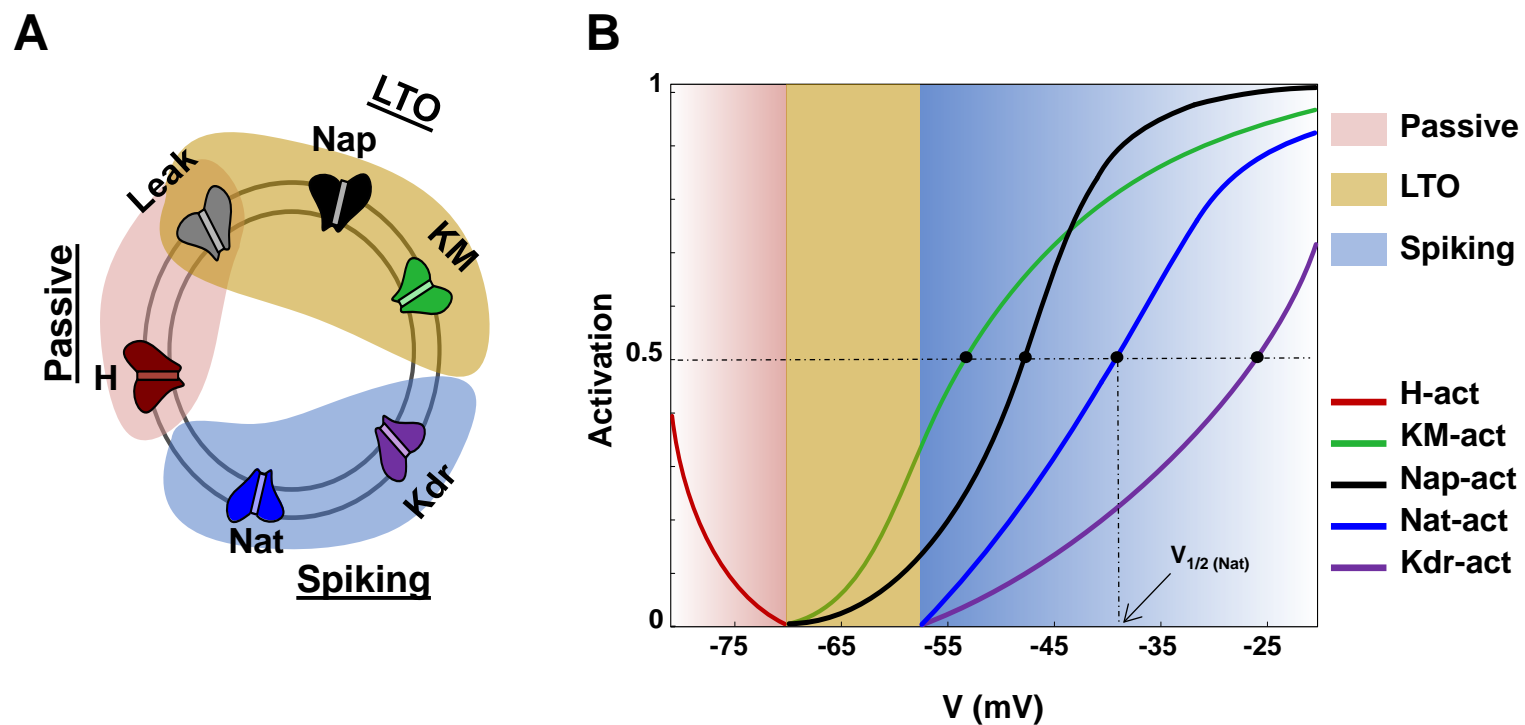 A
LTO
Nap
Leak
KM
Passive
H
Kdr
Nat
Spiking
B
1
0.5
0
Activation
-75
-65
-55
-45
-35
-25
V (mV)
V1/2 (Nat)
Passive
LTO
Spiking
H-act
KM-act
Nap-act
Nat-act
Kdr-act